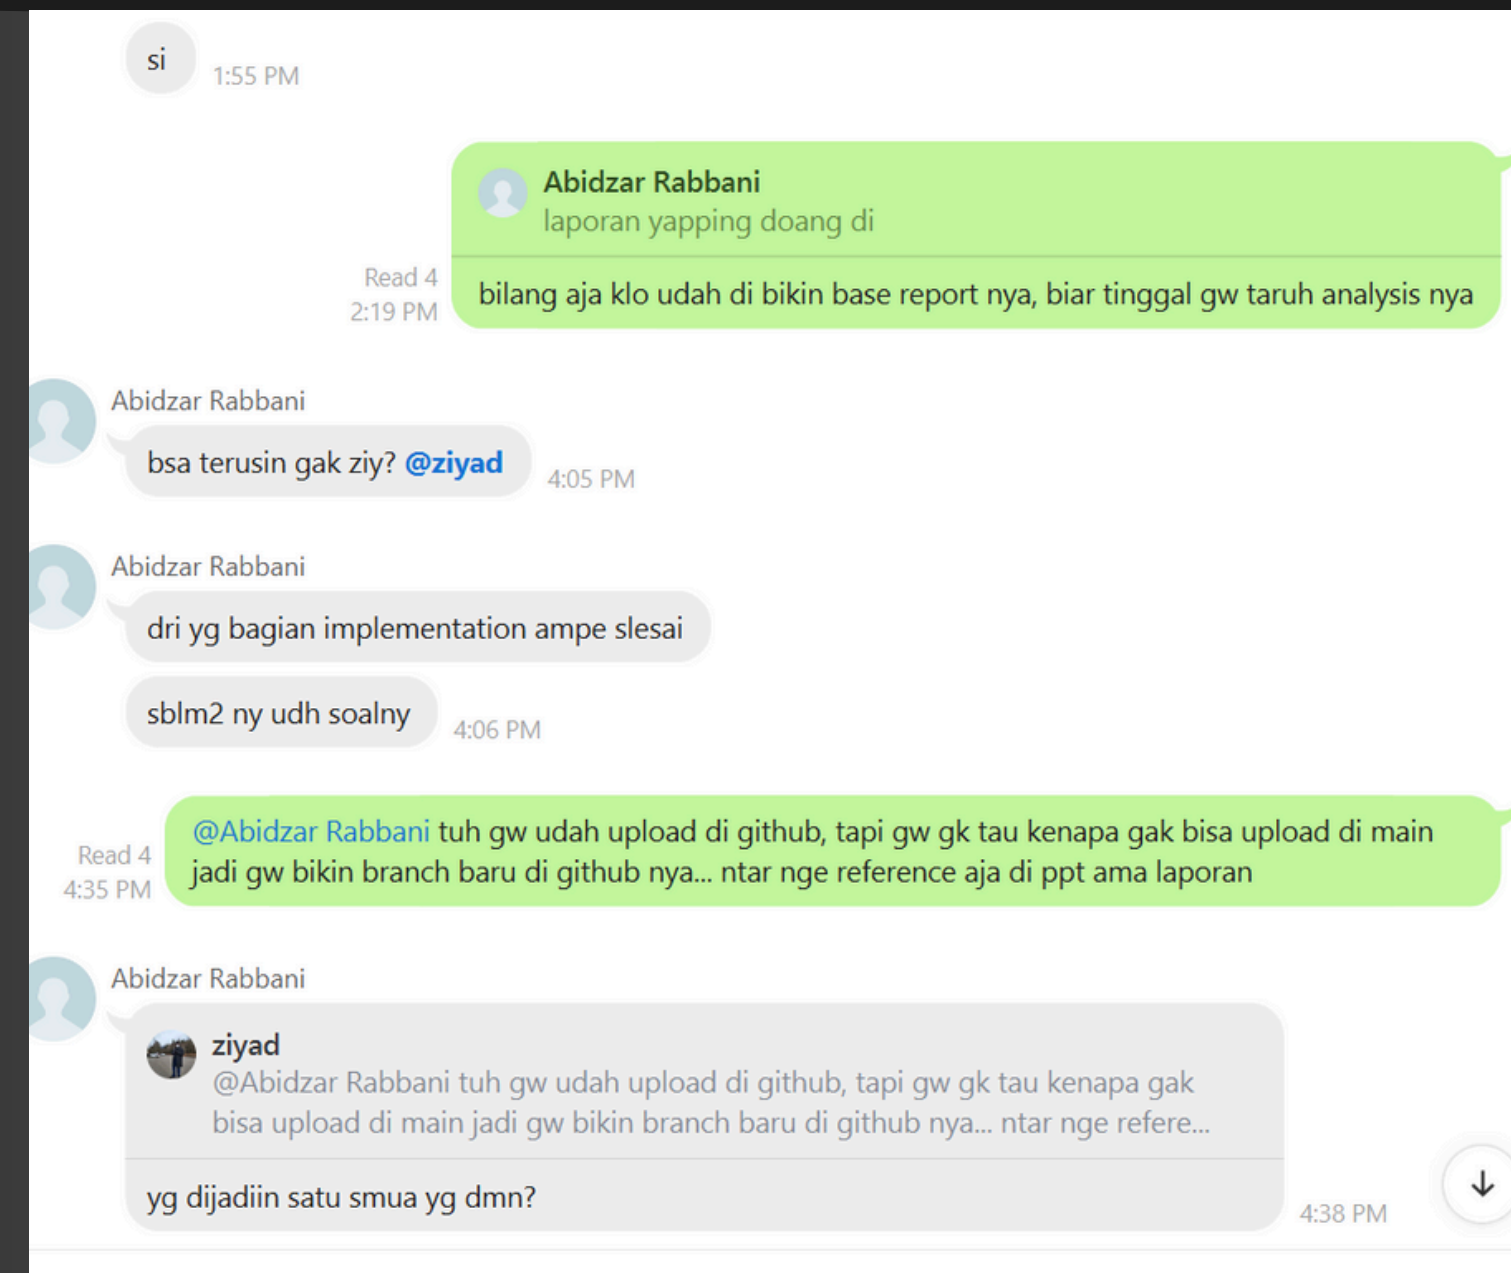 si
1:55 PM
Abidzar Rabbani
laporan yapping doang di
Read 4
2:19 PM
bilang aja klo udah di bikin base report nya, biar tinggal gw taruh analysis nya
Abidzar Rabbani
bsa terusin gak ziy? @ziyad
4:05 PM
Abidzar Rabbani
dri yg bagian implementation ampe slesai
sblm2 ny udh soalny
4:06 PM
@Abidzar Rabbani tuh gw udah upload di github, tapi gw gk tau kenapa gak bisa upload di main
jadi gw bikin branch baru di github nya... ntar nge reference aja di ppt ama laporan
Read 4
4:35 PM
Abidzar Rabbani
ziyad
@Abidzar Rabbani tuh gw udah upload di github, tapi gw gk tau kenapa gak
bisa upload di main jadi gw bikin branch baru di github nya... ntar nge refere...
yg dijadiin satu smua yg dmn?
4:38 PM